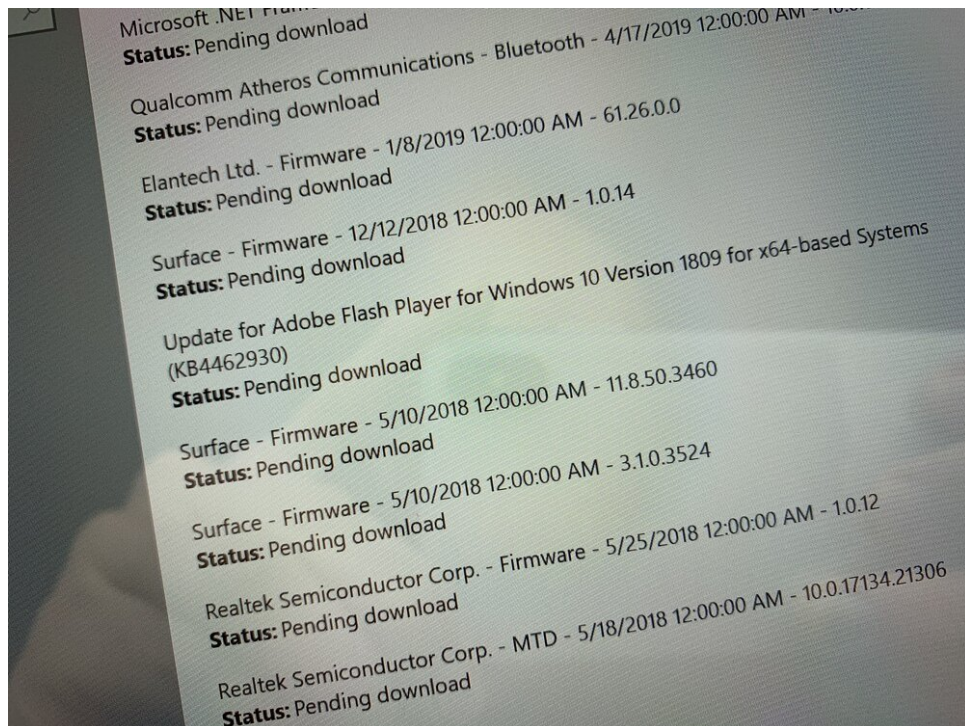 Microsoft .NET
Status: Pending download
Qualcomm Atheros Communications - Bluetooth - 4/17/2019 12:00:00 AM -
Status: Pending download
Elantech Ltd. - Firmware - 1/8/2019 12:00:00 AM - 61.26.0.0
Status: Pending download
Surface - Firmware - 12/12/2018 12:00:00 AM - 1.0.14
Status: Pending download
Update for Adobe Flash Player for Windows 10 Version 1809 for x64-based Systems
(KB4462930)
Status: Pending download
Surface - Firmware - 5/10/2018 12:00:00 AM - 11.8.50.3460
Status: Pending download
Surface - Firmware - 5/10/2018 12:00:00 AM - 3.1.0.3524
Status: Pending download
Realtek Semiconductor Corp. - Firmware - 5/25/2018 12:00:00 AM - 1.0.12
Status: Pending download
Realtek Semiconductor Corp. - MTD - 5/18/2018 12:00:00 AM - 10.0.17134.21306
Status: Pending download